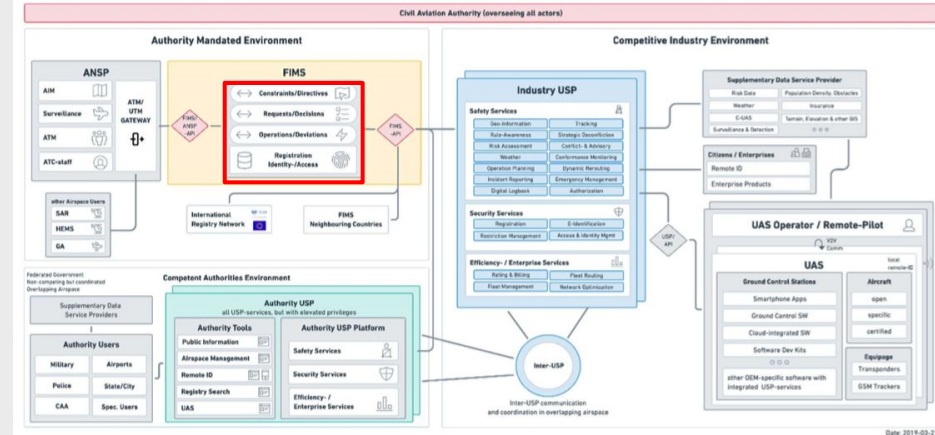 Civil Aviation Authority (overseeing all actors)
Authority Mandated Environment
ANSP
AIM
Surveillance
ATM
ATC-staff
ATM/
UTM
GATEWAY
FIMS/
ANSP
-API
FIMS
Constraints/Directives
Requests/Decisions
Operations/Deviations
Registration
Identity-/Access
FIMS
-API
other Airspace Users
SAR
HEMS
GA
International
Registry Network
FIMS
Neighbouring Countries
Federated Government
Non-competing but coordinated
Overlapping Airspace
Supplementary Data
Service Providers
Authority Users
Military
Airports
Police
State/City
CAA
Spec. Users
Competent Authorities Environment
Authority USP
all USP-services, but with elevated privileges
Authority Tools
Public Information
Airspace Management
Remote ID
Registry Search
UAS
Authority USP Platform
Safety Services
Security Services
Efficiency- /
Enterprise Services
Competitive Industry Environment
Industry USP
Safety Services
Geo-Information
Tracking
Rule-Awareness
Strategic Deconfliction
Risk Assessment
Conflict- & Advisory
Weather
Conformance Monitoring
Operation Planning
Dynamic Rerouting
Incident Reporting
Emergency Management
Digital Logbook
Authorization
Security Services
Registration
E-Identification
Restriction Management
Access & Identity Mgmt
Efficiency- / Enterprise Services
Rating & Billing
Fleet Routing
Fleet Management
Network Optimisation
Inter-USP
Inter-USP communication
and coordination in overlapping airspace
USP/
API
Supplementary Data Service Provider
Risk Data
Population Density, Obstacles
Weather
Insurance
C-UAS
Terrain, Elevation & other GIS
Surveillance & Detection
Citizens / Enterprises
Remote ID
Enterprise Products
UAS Operator / Remote-Pilot
V2V
Comm
local
remote-ID
UAS
Ground Control Stations
Smartphone Apps
Ground Control SW
Cloud-integrated SW
Software Dev Kits
other OEM-specific software with
integrated USP-services
Aircraft
open
specific
certified
Equipage
Transponders
GSM Trackers